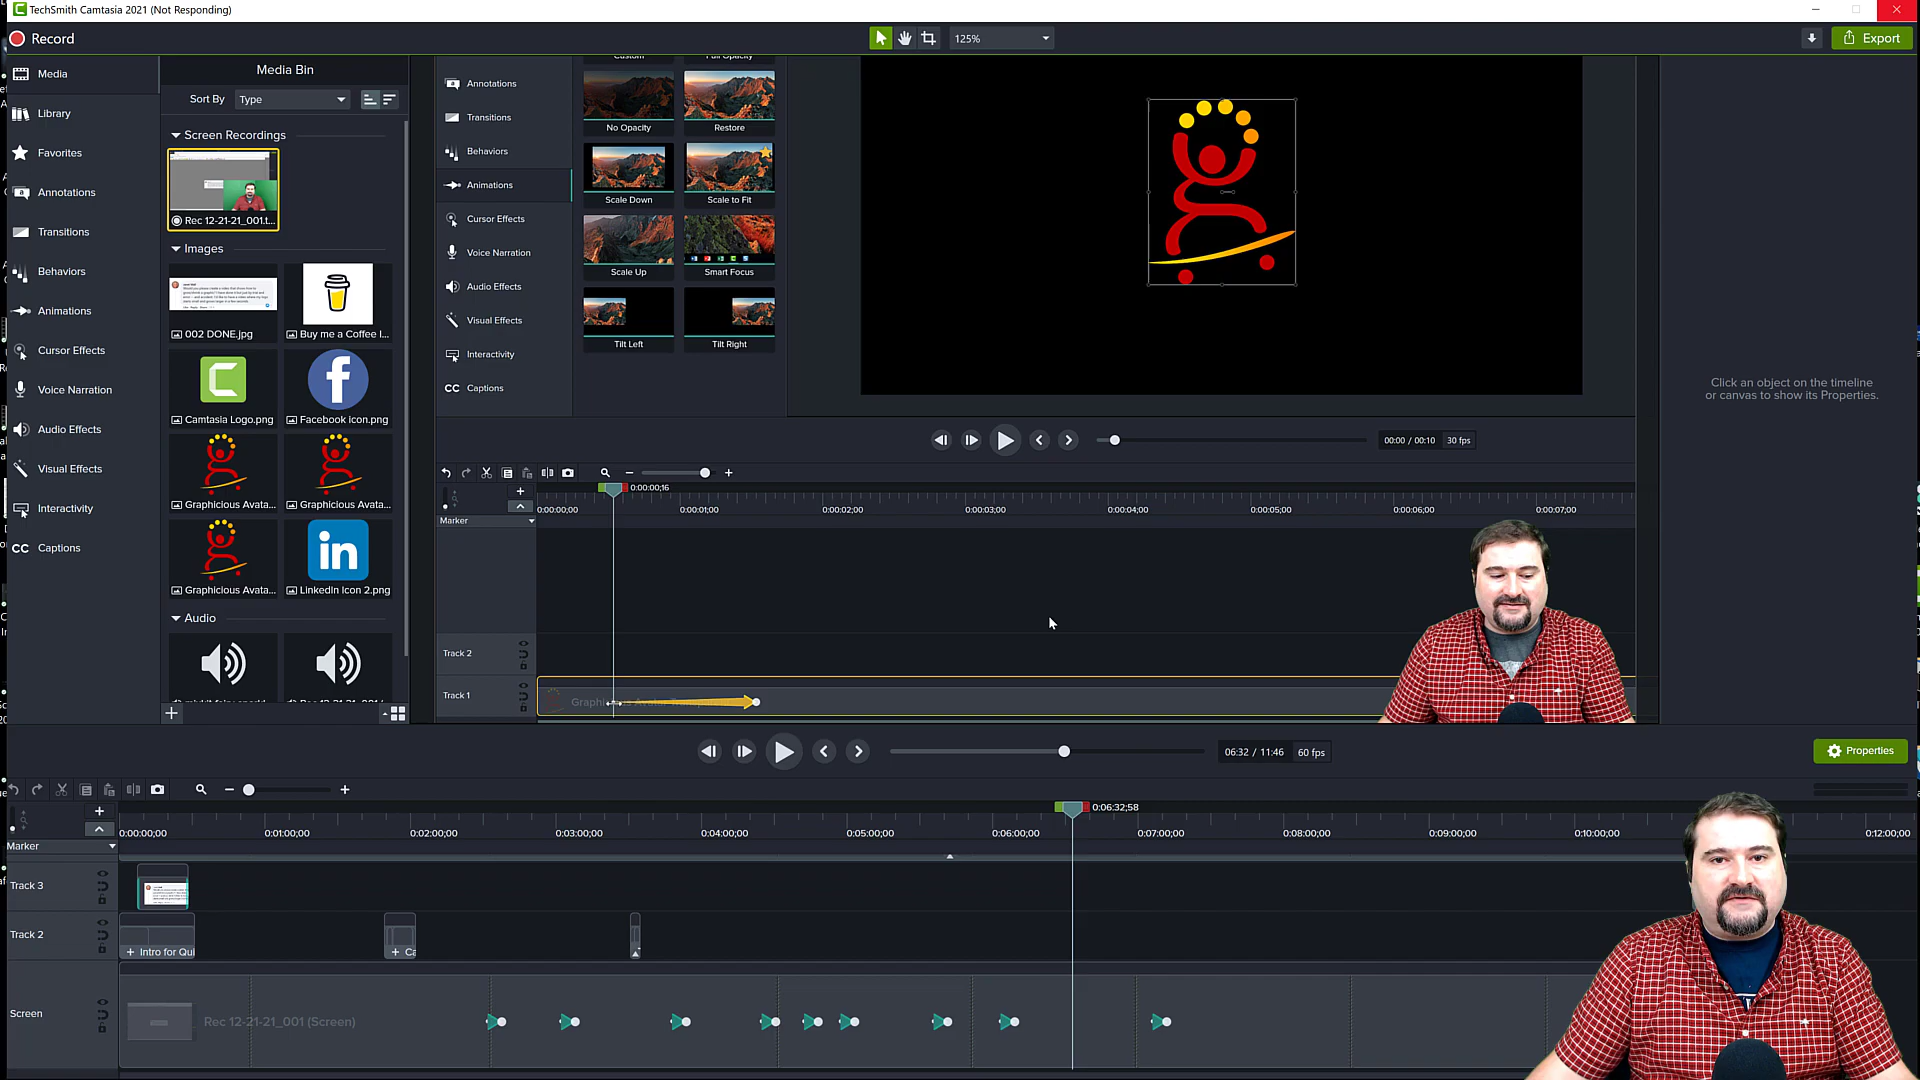 TechSmith Camtasia 2021 (Not Responding)
Record
125%
Export
Media
Library
Favorites
Annotations
Transitions
Behaviors
Animations
Cursor Effects
Voice Narration
Audio Effects
Visual Effects
Interactivity
CC Captions
Media Bin
Sort By Type
Screen Recordings
Rec 12-21-21_001.t...
Images
002 DONE.jpg
Buy me a Coffee I...
Camtasia Logo.png
Facebook icon.png
Graphicious Avata...
Graphicious Avata...
Graphicious Avata...
LinkedIn Icon 2.png
Audio
Annotations
Transitions
Behaviors
Animations
Cursor Effects
Voice Narration
Audio Effects
Visual Effects
Interactivity
CC Captions
No Opacity
Restore
Scale Down
Scale to Fit
Scale Up
Smart Focus
Tilt Left
Tilt Right
00:00 / 00:10 30 fps
0:00:00;16
0:00:00;00 0:00:01;00 0:00:02;00 0:00:03;00 0:00:04;00 0:00:05;00 0:00:06;00 0:00:07;00
Marker
Track 2
Track 1
Click an object on the timeline
or canvas to show its Properties.
06:32 / 11:46 60 fps
Properties
0:06:32;58
0:00:00;00 0:01:00;00 0:02:00;00 0:03:00;00 0:04:00;00 0:05:00;00 0:06:00;00 0:07:00;00 0:08:00;00 0:09:00;00 0:10:00;00 0:12:00;00
Marker
Track 3
Track 2
+ Intro for Qui
+ Ca
Screen
Rec 12-21-21_001 (Screen)